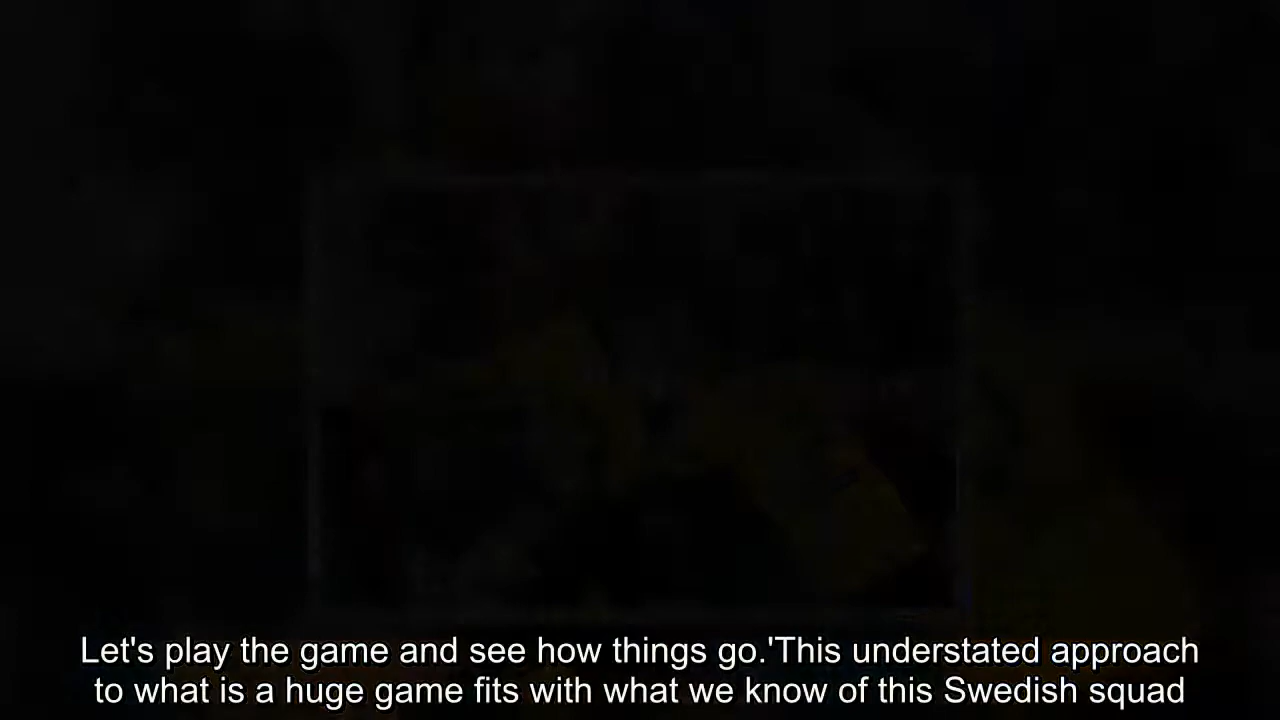 Let's play the game and see how things go.'This understated approach
to what is a huge game fits with what we know of this Swedish squad